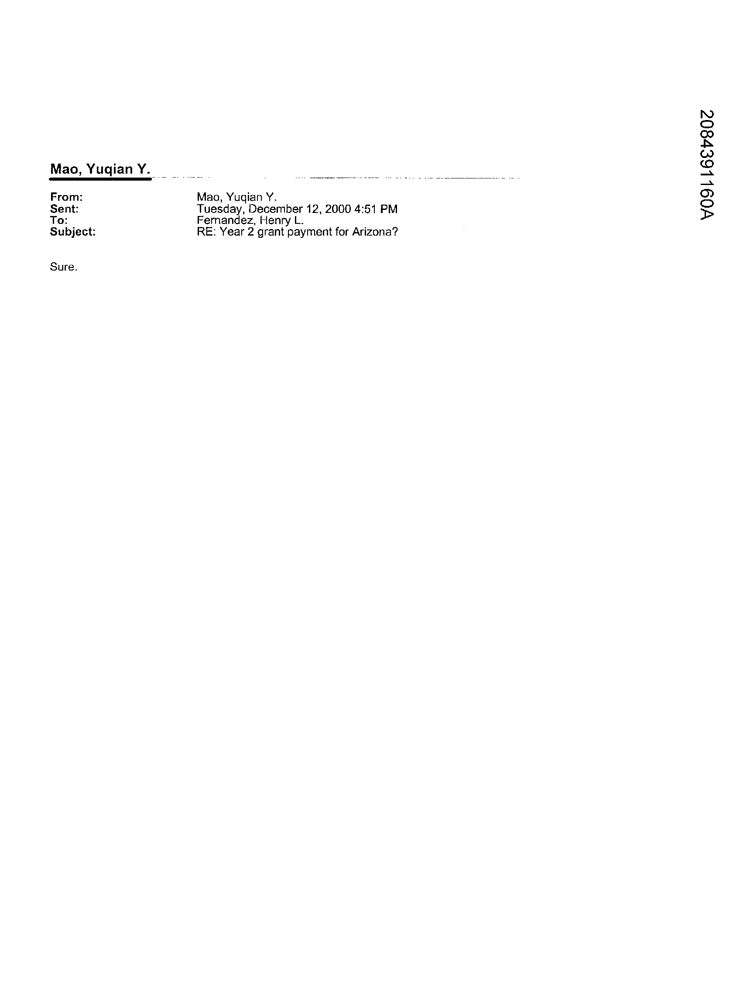 Mao, Yuqian Y.
From: Mao, Yuqian Y.
Sent: Tuesday, December 12, 2000 4:51 PM
To: Fernandez, Henry L.
Subject: RE: Year 2 grant payment for Arizona?
Sure.
2084391160A